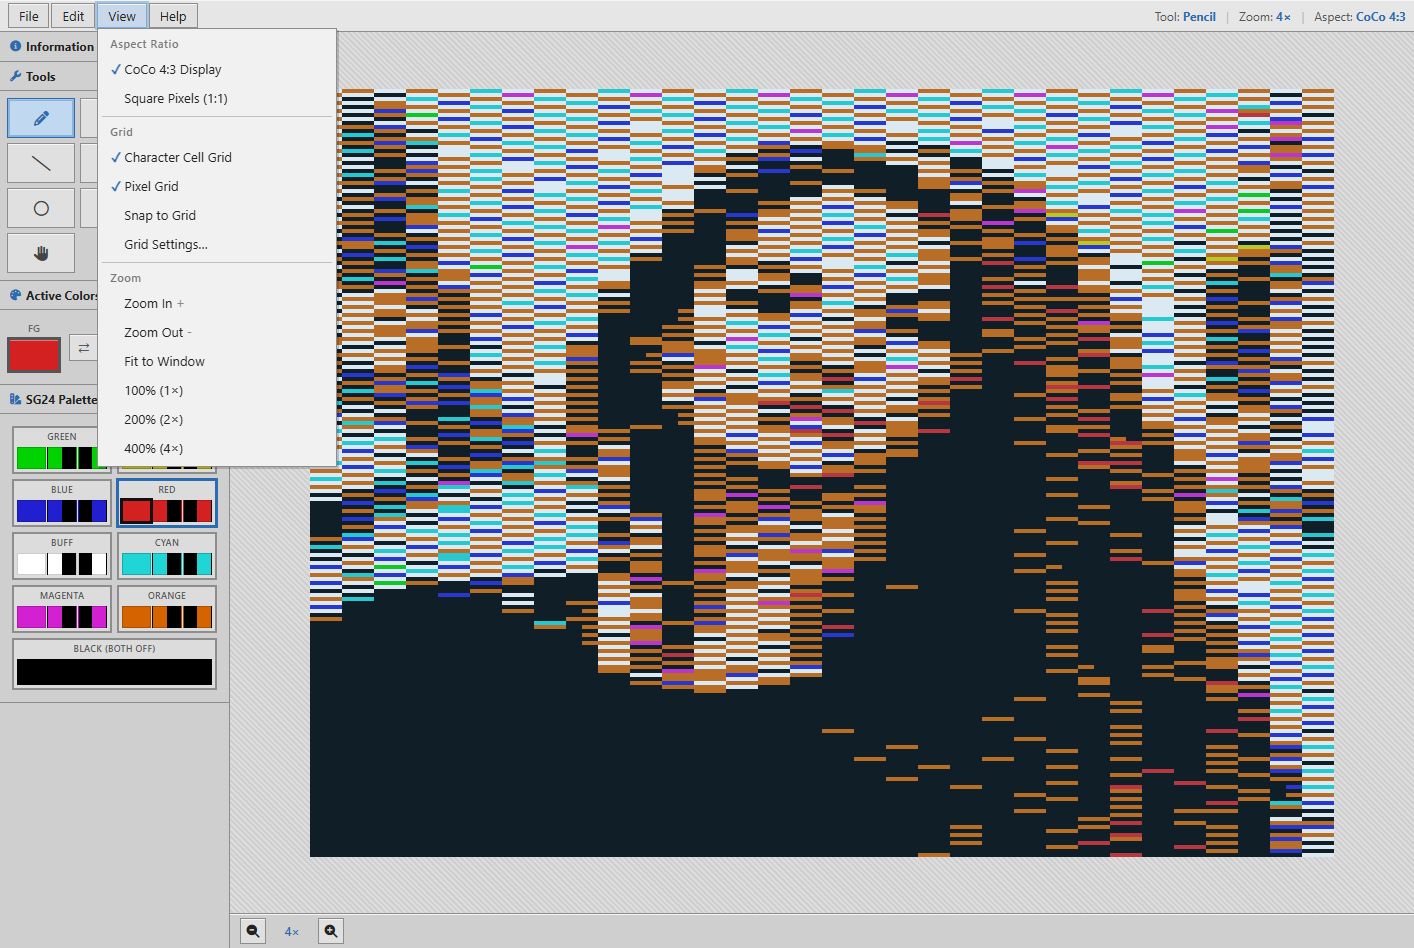 File Edit View Help
Tool: Pencil | Zoom: 4× | Aspect: CoCo 4:3
Information
Tools
Active Colors
FG
SG24 Palette
Aspect Ratio
✓ CoCo 4:3 Display
Square Pixels (1:1)
Grid
✓ Character Cell Grid
✓ Pixel Grid
Snap to Grid
Grid Settings...
Zoom
Zoom In +
Zoom Out -
Fit to Window
100% (1×)
200% (2×)
400% (4×)
GREEN
BLUE RED
BUFF CYAN
MAGENTA ORANGE
BLACK (BOTH OFF)
4×